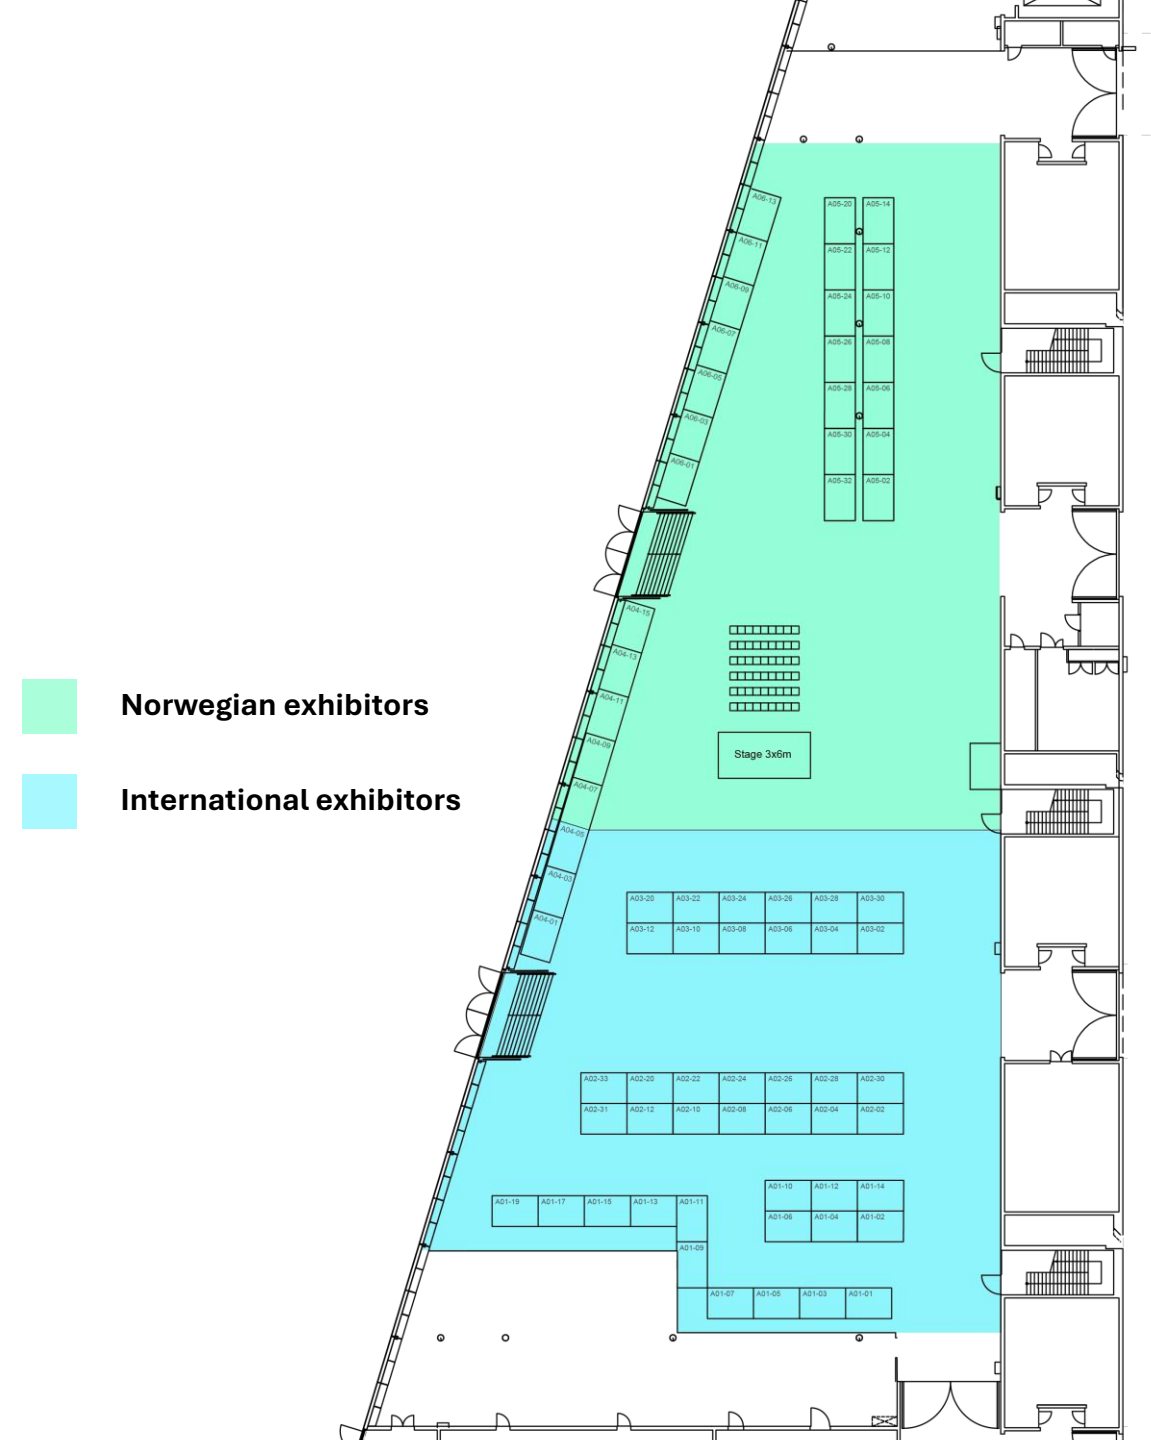 A06-13
A05-20 A05-14
A06-11
A05-22 A05-12
A06-09
A05-24 A05-10
A06-07
A05-26 A05-08
A06-05
A05-28 A05-06
A06-03
A05-30 A05-04
A06-01
A05-32 A05-02
A04-15
A04-13
A04-11
Norwegian exhibitors
A04-09
Stage 3x6m
A04-07
International exhibitors
A04-05
A04-03
A03-20 A03-22 A03-24 A03-26 A03-28 A03-30
A04-01
A03-12 A03-10 A03-08 A03-06 A03-04 A03-02
A02-33 A02-20 A02-22 A02-24 A02-26 A02-28 A02-30
A02-31 A02-12 A02-10 A02-08 A02-06 A02-04 A02-02
A01-10 A01-12 A01-14
A01-19 A01-17 A01-15 A01-13 A01-11
A01-06 A01-04 A01-02
A01-09
A01-07 A01-05 A01-03 A01-01